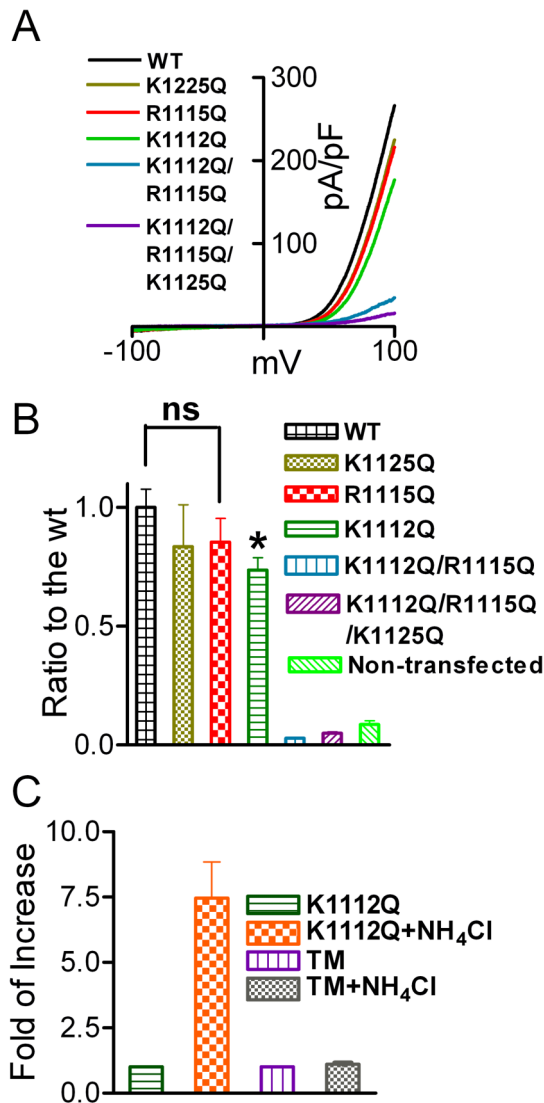 A
WT
K1225Q
R1115Q
K1112Q
K1112Q/
R1115Q
K1112Q/
R1115Q/
K1125Q
300
200
100
pA/pF
-100
mV
100
B
ns
WT
K1125Q
R1115Q
K1112Q
K1112Q/R1115Q
K1112Q/R1115Q
/K1125Q
Non-transfected
*
Ratio to the wt
1.0
0.5
0.0
C
Fold of Increase
10.0
7.5
5.0
2.5
0.0
K1112Q
K1112Q+NH₄Cl
TM
TM+NH₄Cl